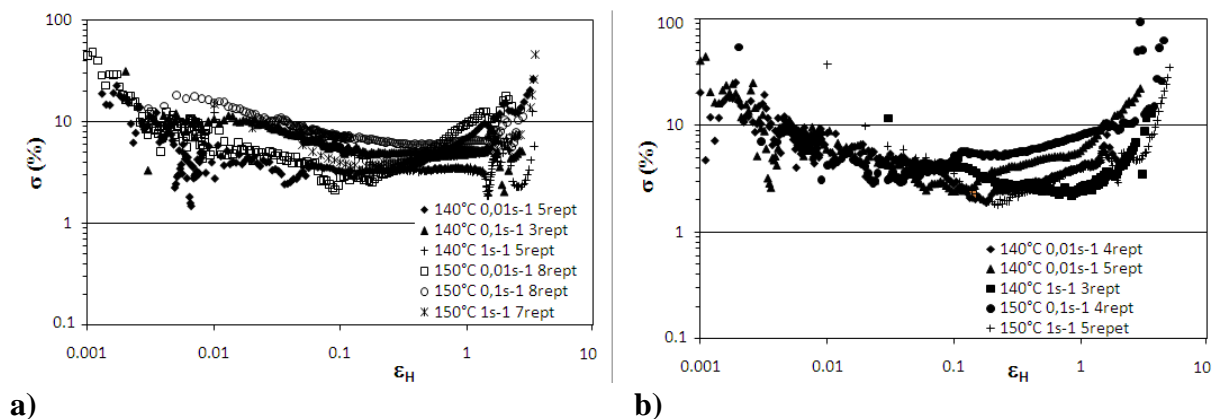 100
10
1
0.1
0.001
0.01
0.1
1
10
σ (%)
εH
140°C 0,01s-1 5rept
140°C 0,1s-1 3rept
140°C 1s-1 5rept
150°C 0,01s-1 8rept
150°C 0,1s-1 8rept
150°C 1s-1 7rept
a)
100
10
1
0.1
0.001
0.01
0.1
1
10
σ (%)
εH
140°C 0,01s-1 4rept
140°C 0,01s-1 5rept
140°C 1s-1 3rept
150°C 0,1s-1 4rept
150°C 1s-1 5repet
b)